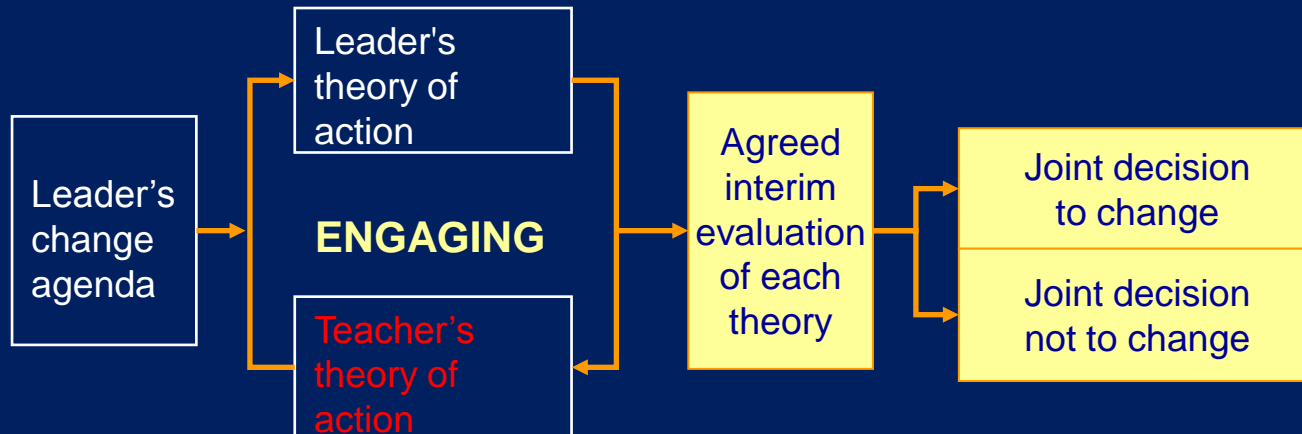 Leader's
theory of
action
Leader’s
change
agenda
ENGAGING
Teacher’s
theory of
action
Agreed
interim
evaluation
of each
theory
Joint decision
to change
Joint decision
not to change